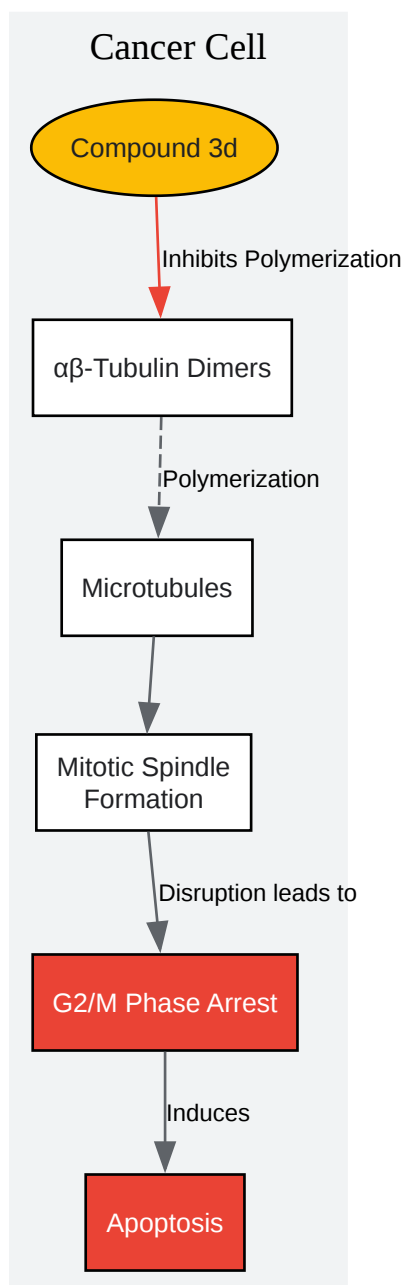 Cancer Cell
Compound 3d
Inhibits Polymerization
αβ-Tubulin Dimers
Polymerization
Microtubules
Mitotic Spindle
Formation
Disruption leads to
G2/M Phase Arrest
Induces
Apoptosis